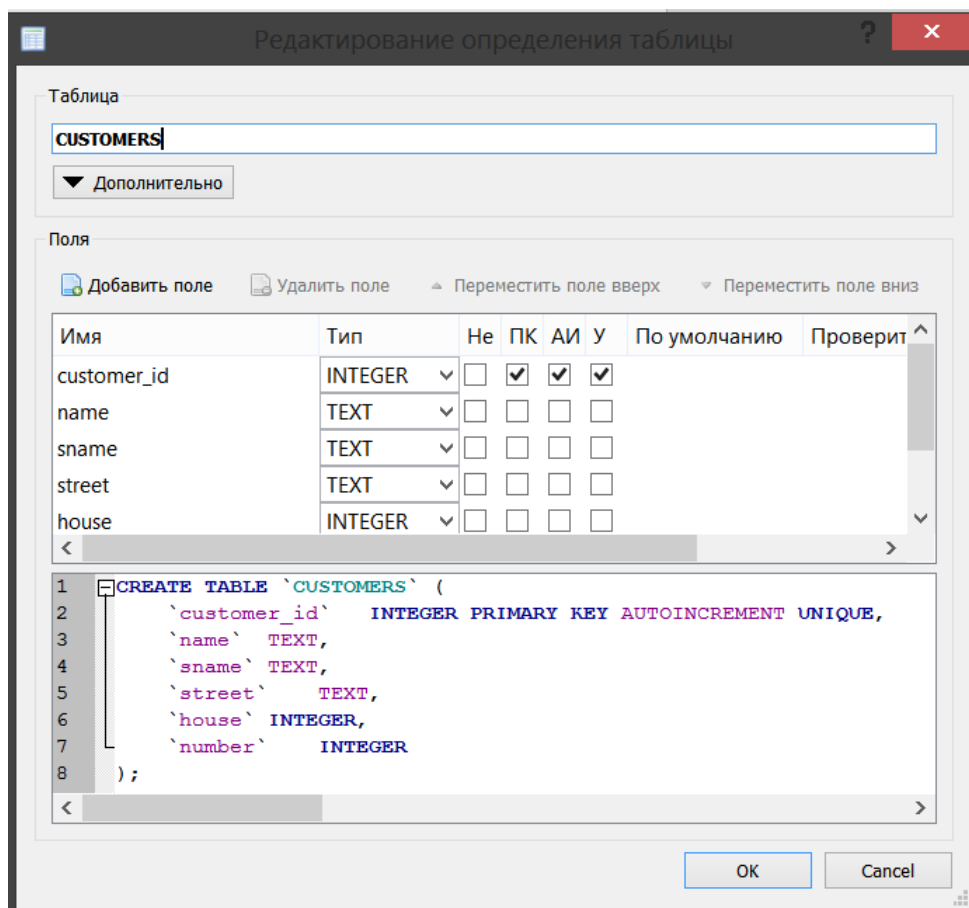 Редактирование определения таблицы ? ×
Таблица
CUSTOMERS
Дополнительно
Поля
Добавить поле Удалить поле Переместить поле вверх Переместить поле вниз
Имя Тип Не ПК АИ У По умолчанию Проверит
customer_id INTEGER
name TEXT
sname TEXT
street TEXT
house INTEGER
1 CREATE TABLE `CUSTOMERS` (
2 `customer_id` INTEGER PRIMARY KEY AUTOINCREMENT UNIQUE,
3 `name` TEXT,
4 `sname` TEXT,
5 `street` TEXT,
6 `house` INTEGER,
7 `number` INTEGER
8 );
OK Cancel